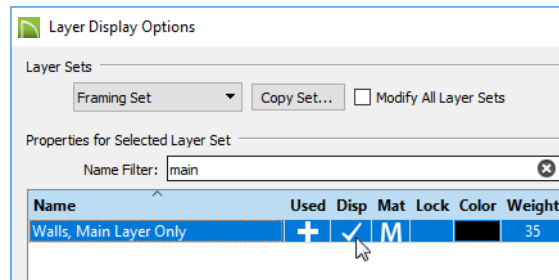 Layer Display Options
Layer Sets
Framing Set Copy Set... Modify All Layer Sets
Properties for Selected Layer Set
Name Filter: main
Name Used Disp Mat Lock Color Weight
Walls, Main Layer Only M 35